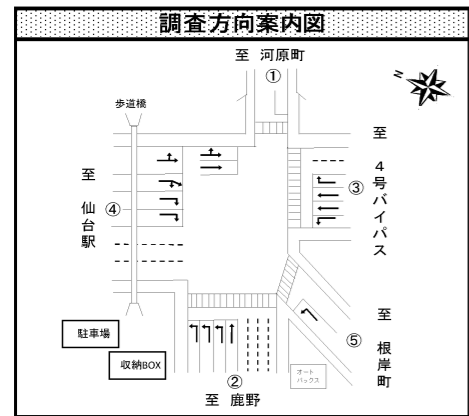 調査方向案内図
至 河原町
①
N
歩道橋
至 仙台駅
④
至 4号バイパス
③
駐車場
収納BOX
②
至 鹿野
オート
バックス
⑤
至 根岸町